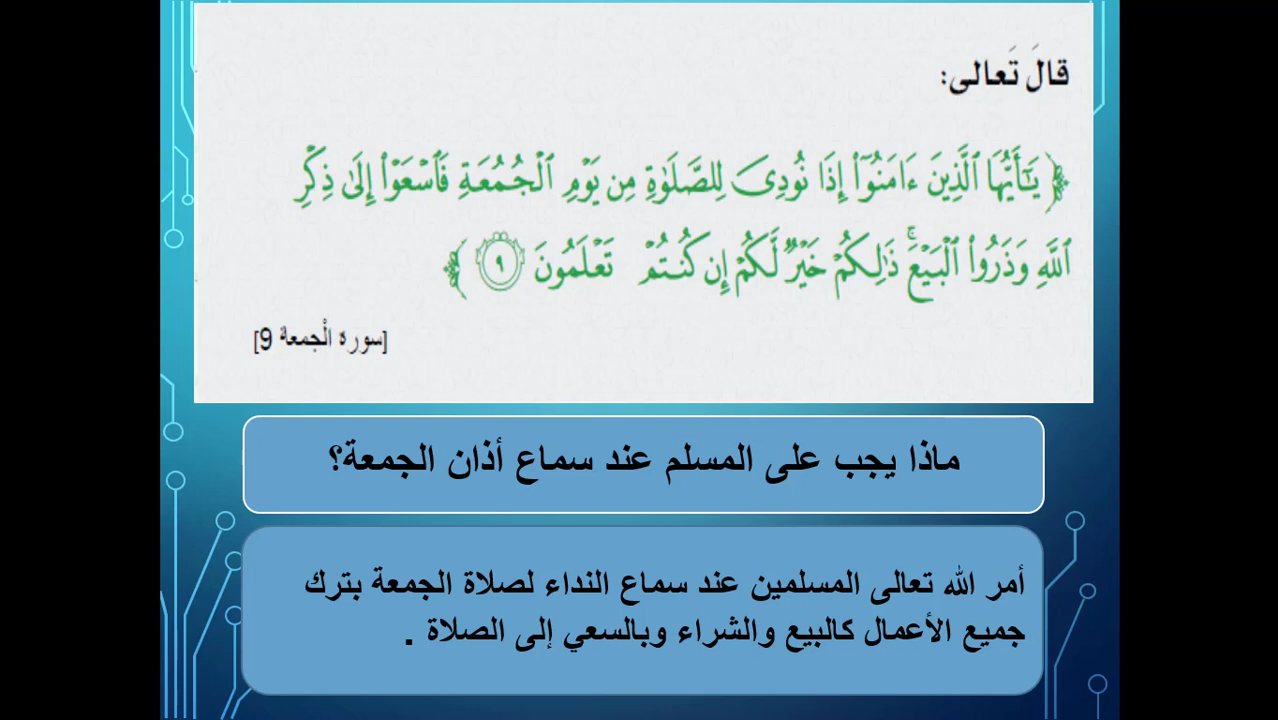 قالَ تَعالى:
﴿ يَٰٓأَيُّهَا ٱلَّذِينَ ءَامَنُوٓا۟ إِذَا نُودِىَ لِلصَّلَوٰةِ مِن يَوْمِ ٱلْجُمُعَةِ فَٱسْعَوْا۟ إِلَىٰ ذِكْرِ
ٱللَّهِ وَذَرُوا۟ ٱلْبَيْعَ ۚ ذَٰلِكُمْ خَيْرٌ لَّكُمْ إِن كُنتُمْ تَعْلَمُونَ ٩ ﴾
[سورة الْجمعة 9]
ماذا يجب على المسلم عند سماع أذان الجمعة؟
أمر الله تعالى المسلمين عند سماع النداء لصلاة الجمعة بترك
جميع الأعمال كالبيع والشراء وبالسعي إلى الصلاة .